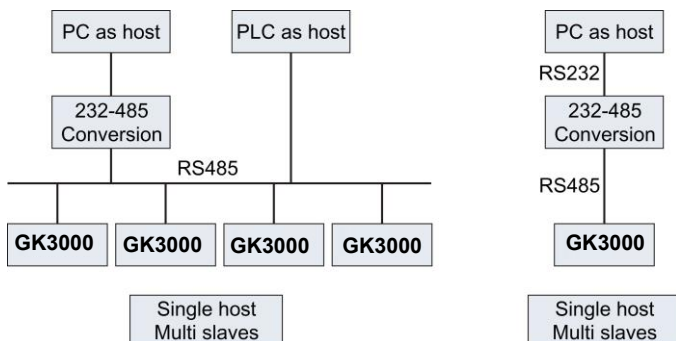 PC as host
PLC as host
232-485
Conversion
RS485
GK3000
GK3000
GK3000
GK3000
Single host
Multi slaves
PC as host
RS232
232-485
Conversion
RS485
GK3000
Single host
Multi slaves